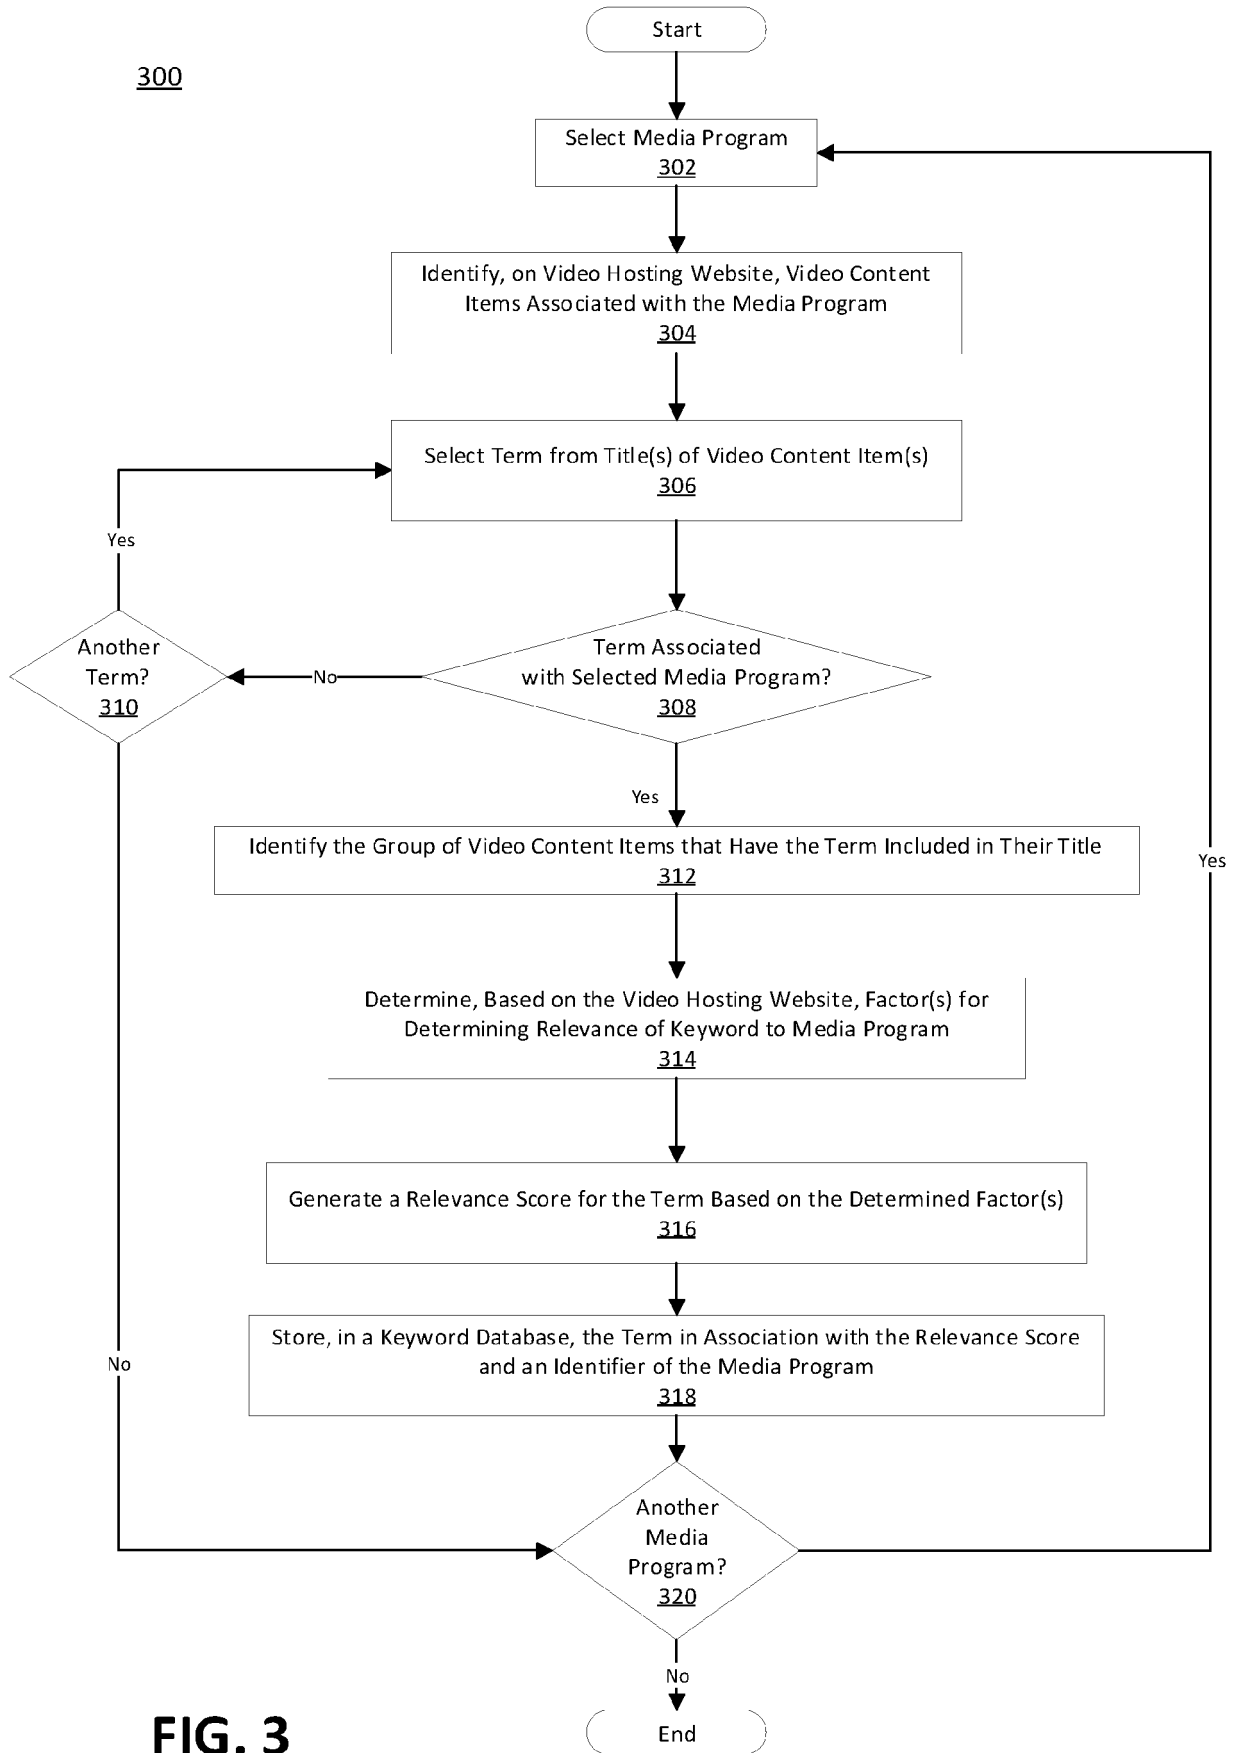 Start
300
Select Media Program
302
Identify, on Video Hosting Website, Video Content
Items Associated with the Media Program
304
Select Term from Title(s) of Video Content Item(s)
306
Yes
Another
Term?
310
No
Term Associated
with Selected Media Program?
308
Yes
Identify the Group of Video Content Items that Have the Term Included in Their Title
312
Yes
Determine, Based on the Video Hosting Website, Factor(s) for
Determining Relevance of Keyword to Media Program
314
Generate a Relevance Score for the Term Based on the Determined Factor(s)
316
Store, in a Keyword Database, the Term in Association with the Relevance Score
and an Identifier of the Media Program
318
No
Another
Media
Program?
320
No
End
FIG. 3